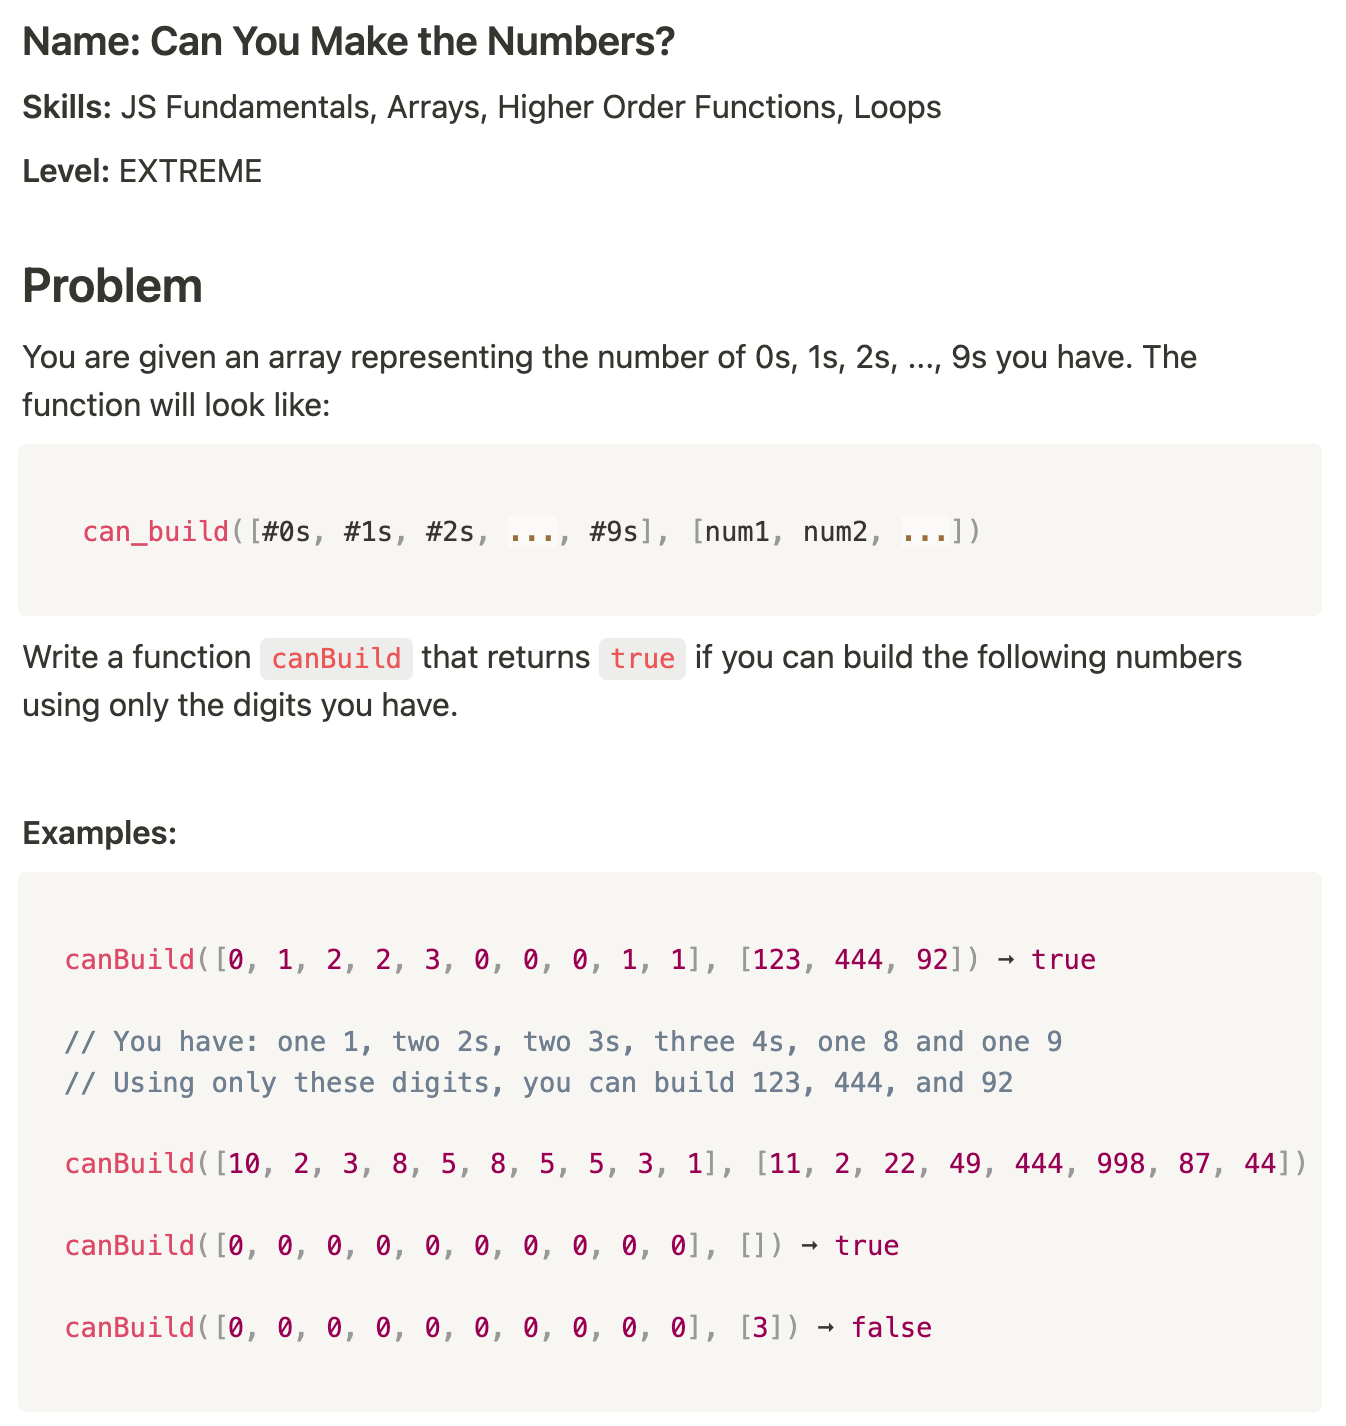 Name: Can You Make the Numbers?
Skills: JS Fundamentals, Arrays, Higher Order Functions, Loops
Level: EXTREME
Problem
You are given an array representing the number of 0s, 1s, 2s, ..., 9s you have. The
function will look like:
can_build([#0s, #1s, #2s, ..., #9s], [num1, num2, ...])
Write a function canBuild that returns true if you can build the following numbers
using only the digits you have.
Examples:
canBuild([0, 1, 2, 2, 3, 0, 0, 0, 1, 1], [123, 444, 92]) → true
// You have: one 1, two 2s, two 3s, three 4s, one 8 and one 9
// Using only these digits, you can build 123, 444, and 92
canBuild([10, 2, 3, 8, 5, 8, 5, 5, 3, 1], [11, 2, 22, 49, 444, 998, 87, 44])
canBuild([0, 0, 0, 0, 0, 0, 0, 0, 0, 0], []) → true
canBuild([0, 0, 0, 0, 0, 0, 0, 0, 0, 0], [3]) → false